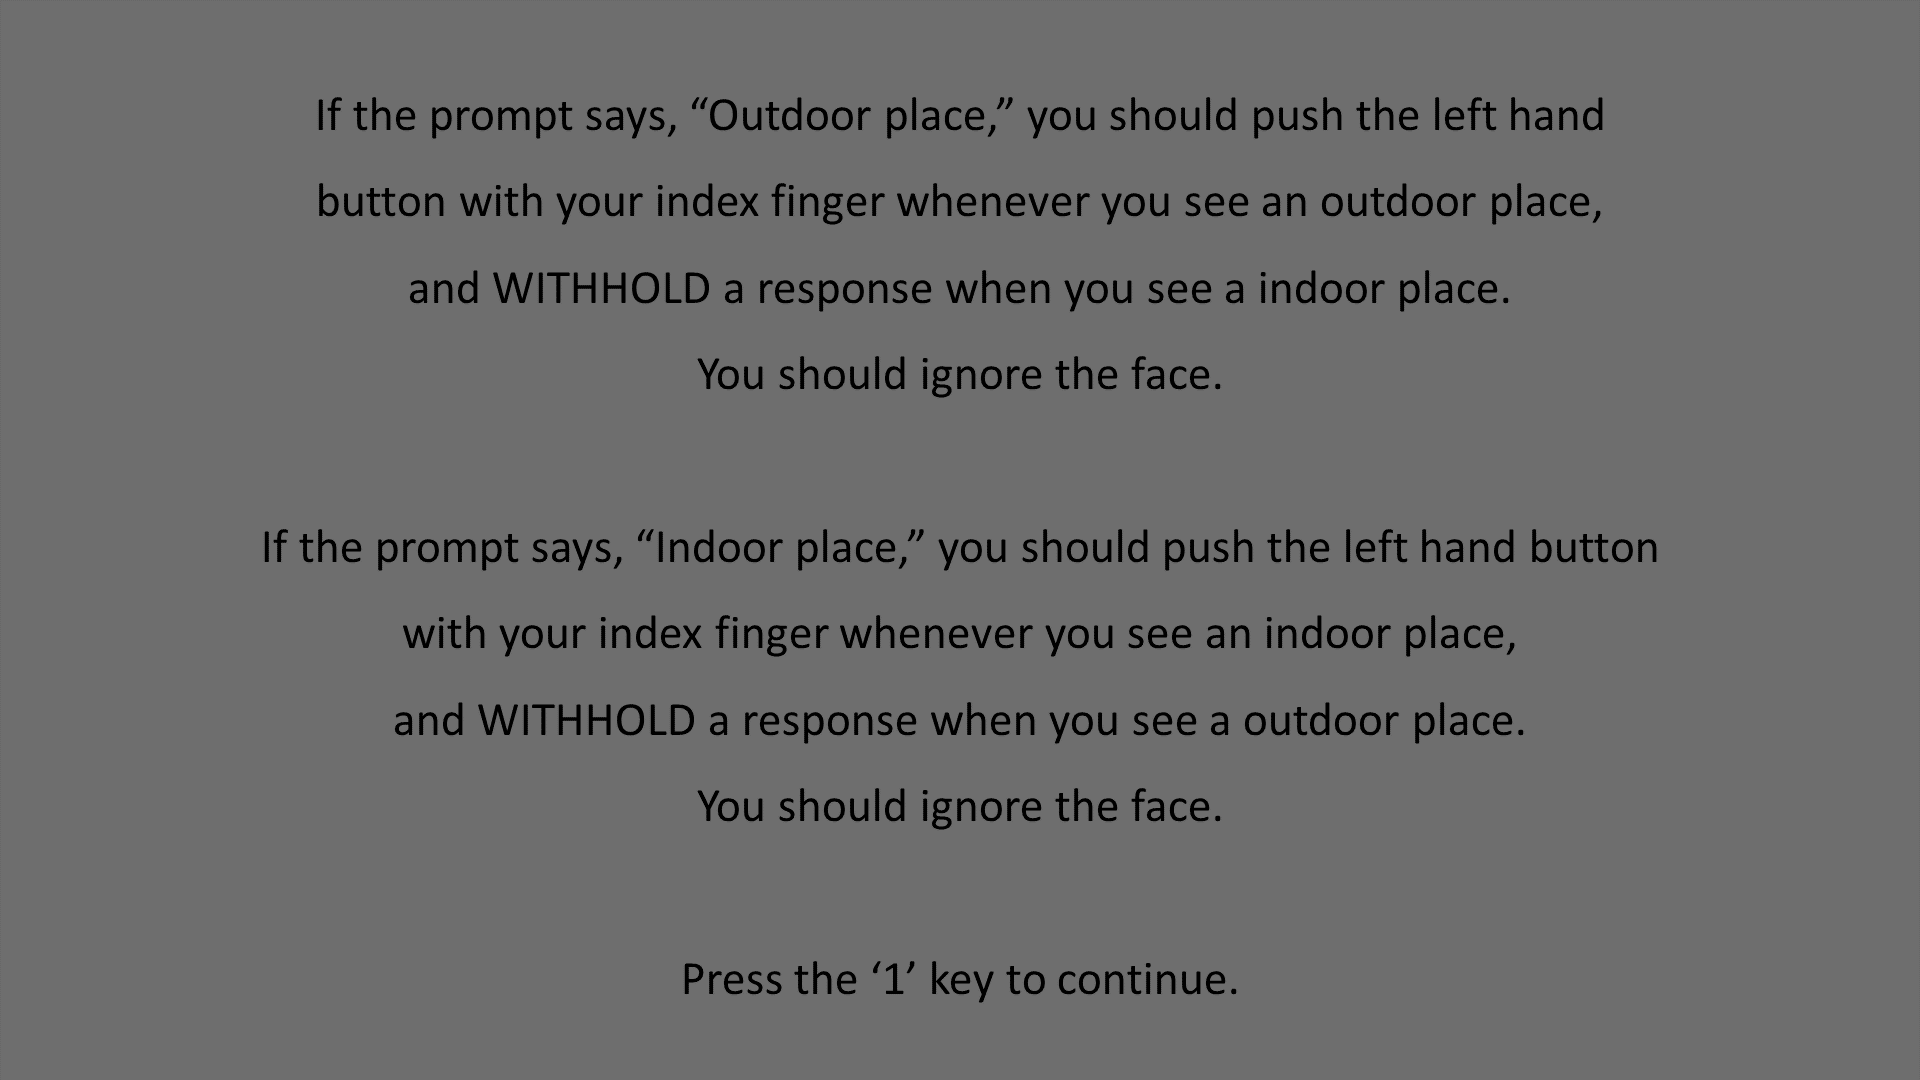 If the prompt says, “Outdoor place,” you should push the left hand
button with your index finger whenever you see an outdoor place,
and WITHHOLD a response when you see a indoor place.
You should ignore the face.
If the prompt says, “Indoor place,” you should push the left hand button
with your index finger whenever you see an indoor place,
and WITHHOLD a response when you see a outdoor place.
You should ignore the face.
Press the ‘1’ key to continue.